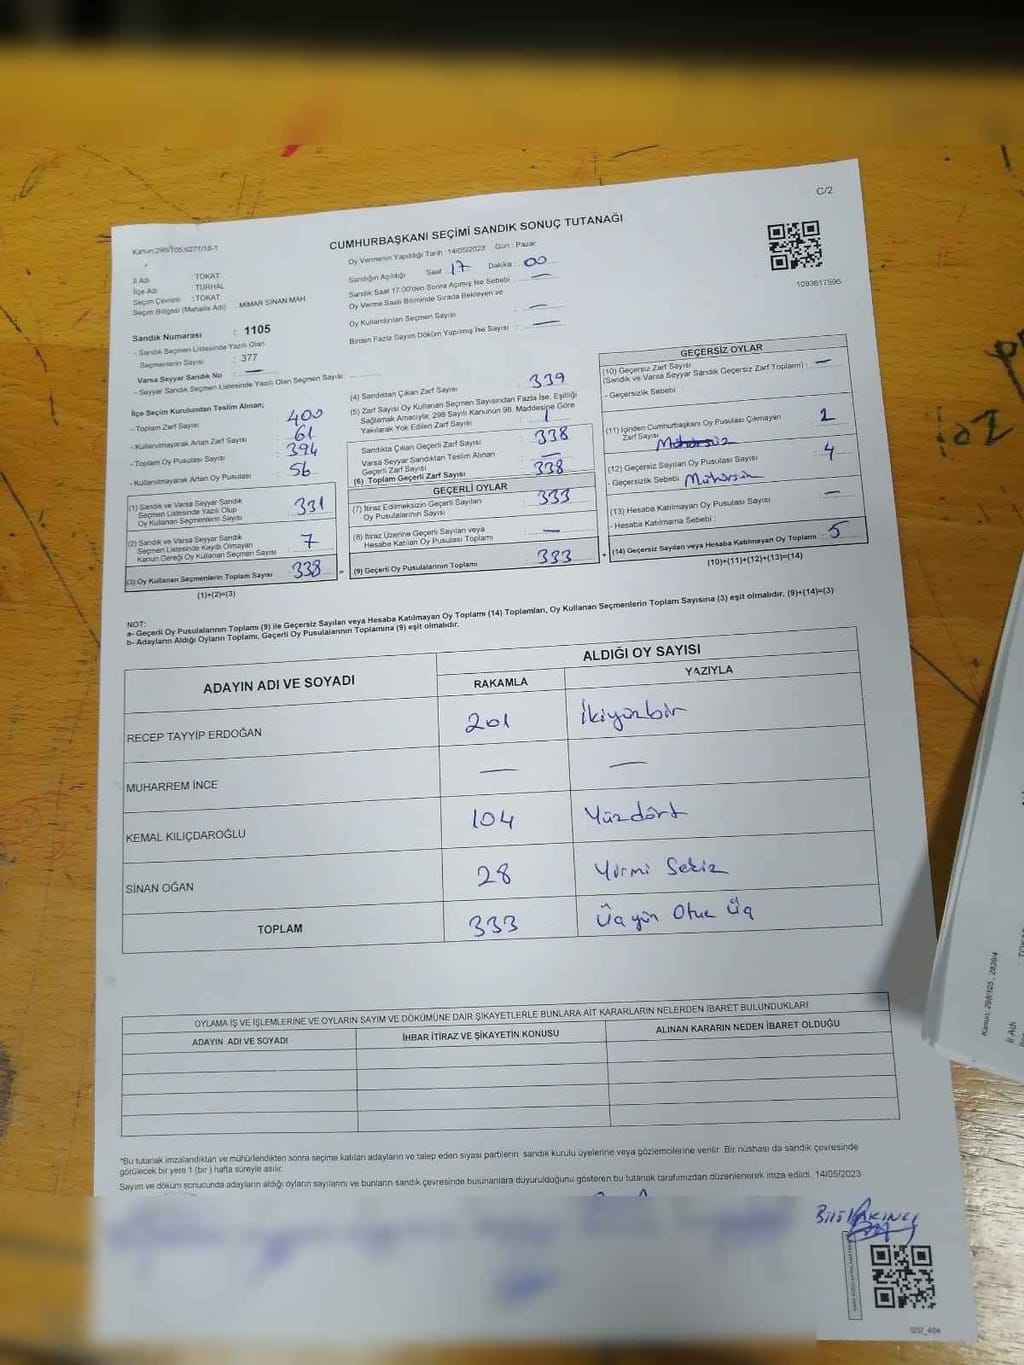 C/2
Kanun:298/105;6271/18-1
CUMHURBAŞKANI SEÇİMİ SANDIK SONUÇ TUTANAĞI
Oy Vermenin Yapıldığı Tarih : 14/05/2023 Gün : Pazar
İl Adı : TOKAT
İlçe Adı : TURHAL
Seçim Çevresi : TOKAT
Seçim Bölgesi (Mahalle Adı) : MİMAR SİNAN MAH.
Sandığın Açıldığı Saat : 17 Dakika : 00
Sandık Saat 17:00'den Sonra Açılmış İse Sebebi : —
Oy Verme Saati Bitiminde Sırada Bekleyen ve
Oy Kullandırılan Seçmen Sayısı : —
Birden Fazla Sayım Döküm Yapılmış İse Sayısı : —
1093617595
Sandık Numarası : 1105
- Sandık Seçmen Listesinde Yazılı Olan
Seçmenlerin Sayısı : 377
Varsa Seyyar Sandık No : —
- Seyyar Sandık Seçmen Listesinde Yazılı Olan Seçmen Sayısı:
İlçe Seçim Kurulundan Teslim Alınan;
- Toplam Zarf Sayısı : 400
- Kullanılmayarak Artan Zarf Sayısı : 61
- Toplam Oy Pusulası Sayısı : 394
- Kullanılmayarak Artan Oy Pusulası : 56
(1) Sandık ve Varsa Seyyar Sandık
Seçmen Listesinde Yazılı Olup
Oy Kullanan Seçmenlerin Sayısı : 331
(2) Sandık ve Varsa Seyyar Sandık
Seçmen Listesinde Kaydı Olmayan
Kanun Gereği Oy Kullanan Seçmen Sayısı : 7
(3) Oy Kullanan Seçmenlerin Toplam Sayısı : 338
(1)+(2)=(3)
(4) Sandıktan Çıkan Zarf Sayısı : 339
(5) Zarf Sayısı Oy Kullanan Seçmen Sayısından Fazla İse, Eşitliği
Sağlamak Amacıyla; 298 Sayılı Kanunun 98. Maddesine Göre
Yakılarak Yok Edilen Zarf Sayısı : 1
Sandıkta Çıkan Geçerli Zarf Sayısı : 338
Varsa Seyyar Sandıktan Teslim Alınan
Geçerli Zarf Sayısı : —
(6) Toplam Geçerli Zarf Sayısı : 338
GEÇERLİ OYLAR
(7) İtiraz Edilmeksizin Geçerli Sayılan
Oy Pusulalarının Sayısı : 333
(8) İtiraz Üzerine Geçerli Sayılan veya
Hesaba Katılan Oy Pusulası Toplamı : —
(9) Geçerli Oy Pusulalarının Toplamı : 333
GEÇERSİZ OYLAR
(10) Geçersiz Zarf Sayısı
(Sandık ve Varsa Seyyar Sandık Geçersiz Zarf Toplamı) : —
- Geçersizlik Sebebi :
(11) İçinden Cumhurbaşkanı Oy Pusulası Çıkmayan
Zarf Sayısı : 1
Mühürsüz
(12) Geçersiz Sayılan Oy Pusulası Sayısı : 4
- Geçersizlik Sebebi : Mühürsüz
(13) Hesaba Katılmayan Oy Pusulası Sayısı : —
- Hesaba Katılmama Sebebi :
(14) Geçersiz Sayılan veya Hesaba Katılmayan Oy Toplamı : 5
(10)+(11)+(12)+(13)=(14)
NOT:
a- Geçerli Oy Pusulalarının Toplamı (9) ile Geçersiz Sayılan veya Hesaba Katılmayan Oy Toplamı (14) Toplamları, Oy Kullanan Seçmenlerin Toplam Sayısına (3) eşit olmalıdır. (9)+(14)=(3)
b- Adayların Aldığı Oyların Toplamı, Geçerli Oy Pusulalarının Toplamına (9) eşit olmalıdır.
ADAYIN ADI VE SOYADI
ALDIĞI OY SAYISI
RAKAMLA YAZIYLA
RECEP TAYYİP ERDOĞAN 201 İkiyüzbir
MUHARREM İNCE — —
KEMAL KILIÇDAROĞLU 104 Yüzdört
SİNAN OĞAN 28 Yirmi Sekiz
TOPLAM 333 Üçyüz Otuz Üç
OYLAMA İŞ VE İŞLEMLERİNE VE OYLARIN SAYIM VE DÖKÜMÜNE DAİR ŞİKAYETLERLE BUNLARA AİT KARARLARIN NELERDEN İBARET BULUNDUKLARI
ADAYIN ADI VE SOYADI İHBAR İTİRAZ VE ŞİKAYETİN KONUSU ALINAN KARARIN NEDEN İBARET OLDUĞU
*Bu tutanak imzalandıktan ve mühürlendikten sonra seçime katılan adayların ve talep eden siyasi partilerin sandık kurulu üyelerine veya gözlemcilerine verilir. Bir nüshası da sandık çevresinde
görülecek bir yere 1 (bir) hafta süreyle asılır.
Sayım ve döküm sonucunda adayların aldığı oyların sayılarını ve bunların sandık çevresinde bulunanlara duyurulduğunu gösteren bu tutanak tarafımızdan düzenlenerek imza edildi. 14/05/2023
AKINCI
SSI_404
Kanun: 298/105, 2839/4
İl Adı